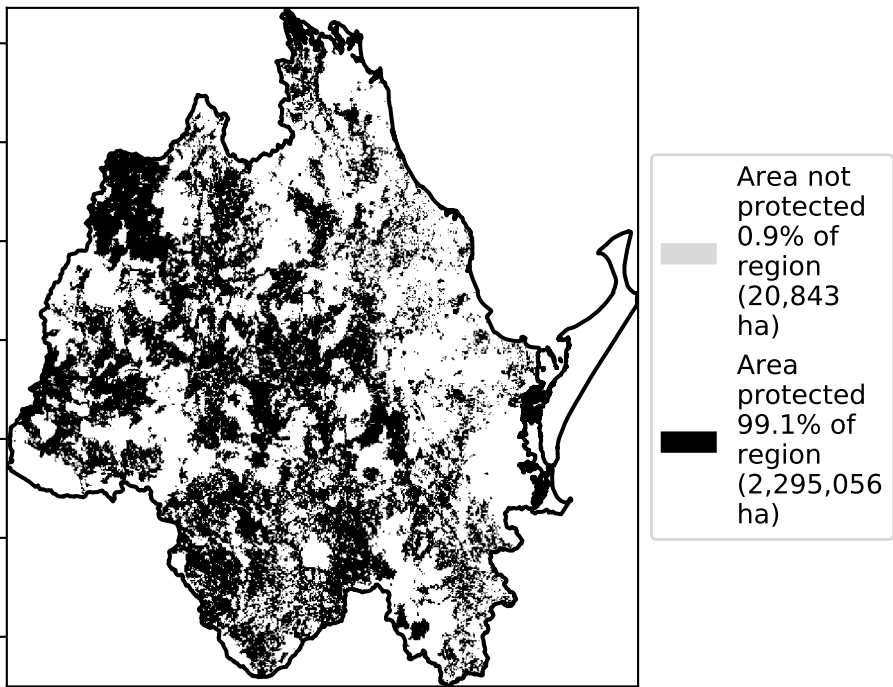 Area not
protected
0.9% of
region
(20,843
ha)
Area
protected
99.1% of
region
(2,295,056
ha)